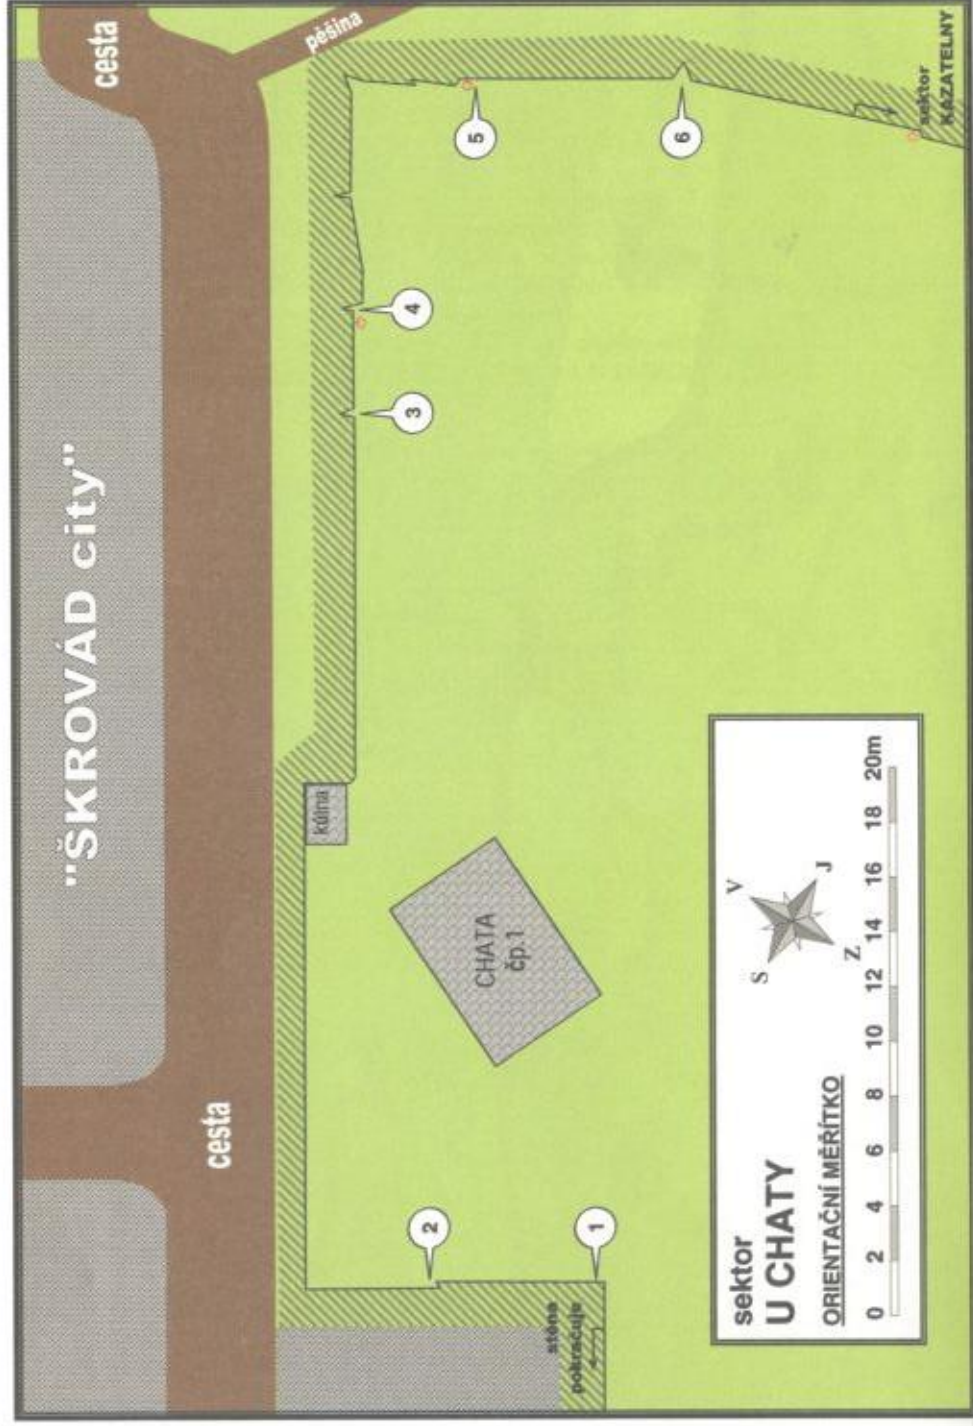 "ŠKROVÁD city"
cesta
pěšina
cesta
kůlna
CHATA
čp.1
1
2
3
4
5
6
stěna
pokračuje
sektor
KAZATELNY
sektor
U CHATY
ORIENTAČNÍ MĚŘÍTKO
S
V
Z
J
0 2 4 6 8 10 12 14 16 18 20m